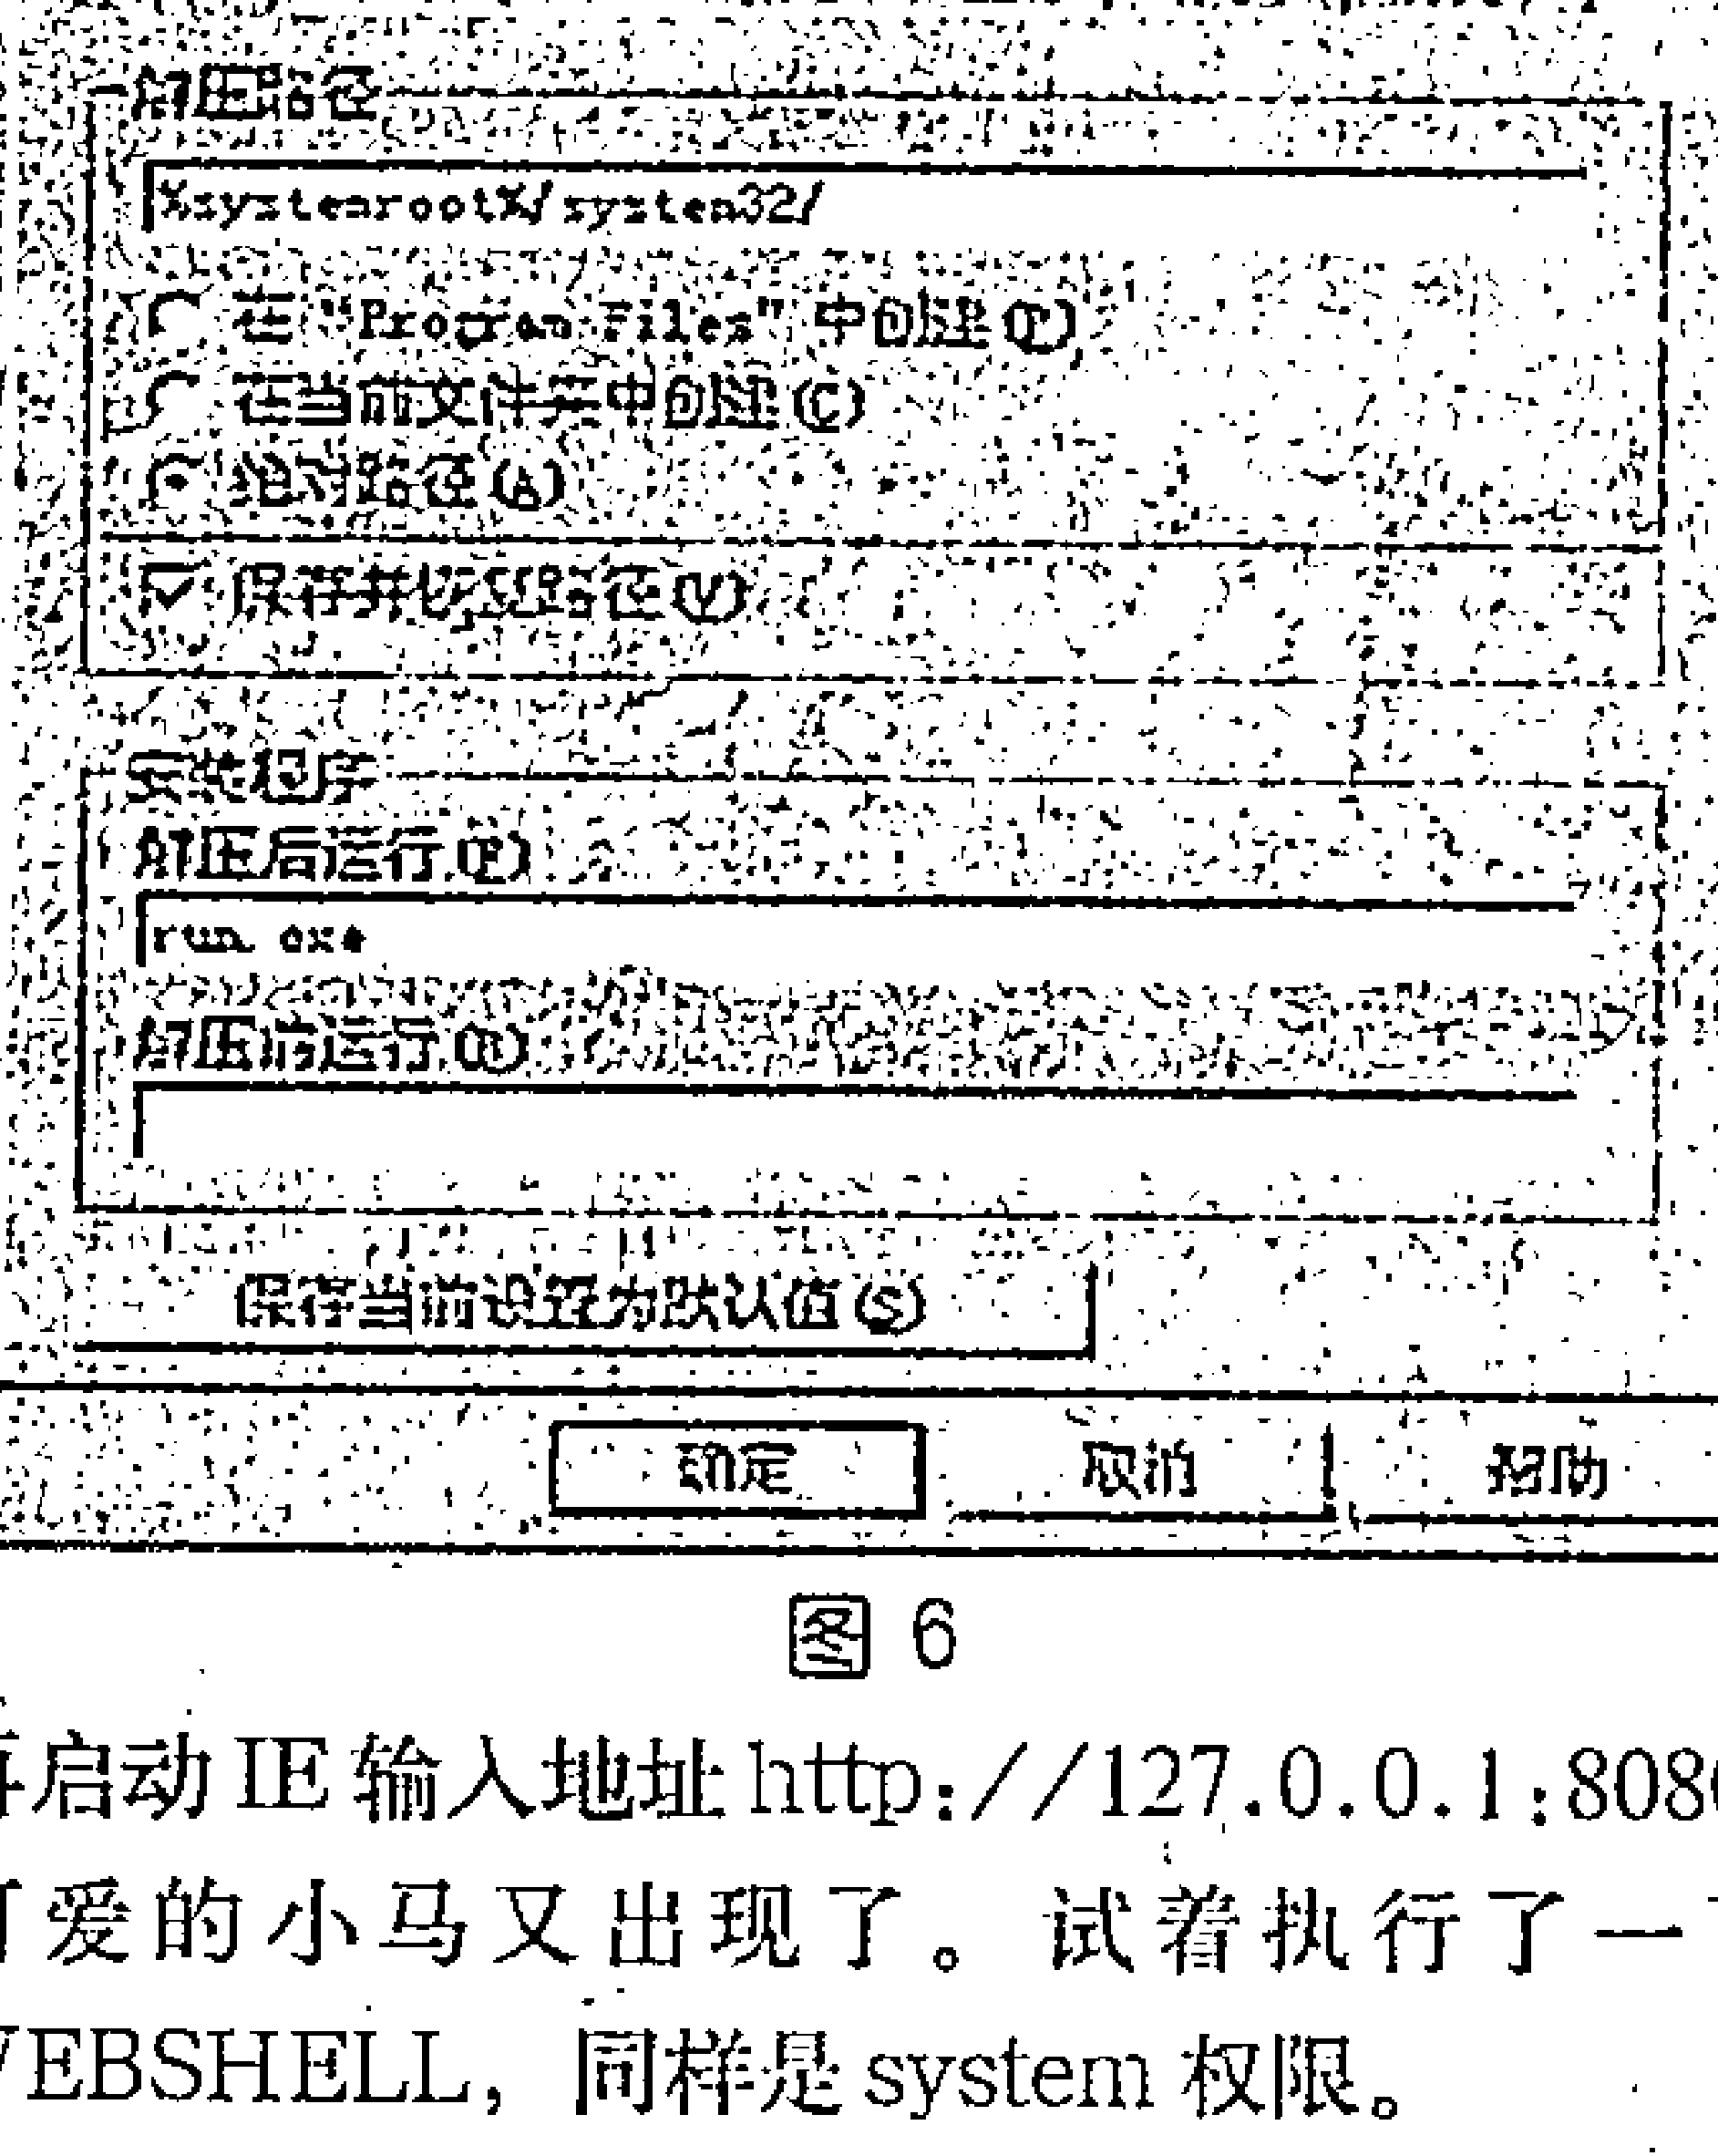 解压路径
%systemroot%/system32/
在 "Program Files" 中创建(P)
在当前文件夹中创建(C)
绝对路径(A)
保存并恢复路径(V)
安装程序
解压后运行(F)
run exe
解压前运行(R)
保存当前设置为默认值(S)
确定 取消 帮助
图 6
启动 IE 输入地址 http://127.0.0.1:808
爱的小马又出现了。试着执行了一
EBSHELL，同样是 system 权限。